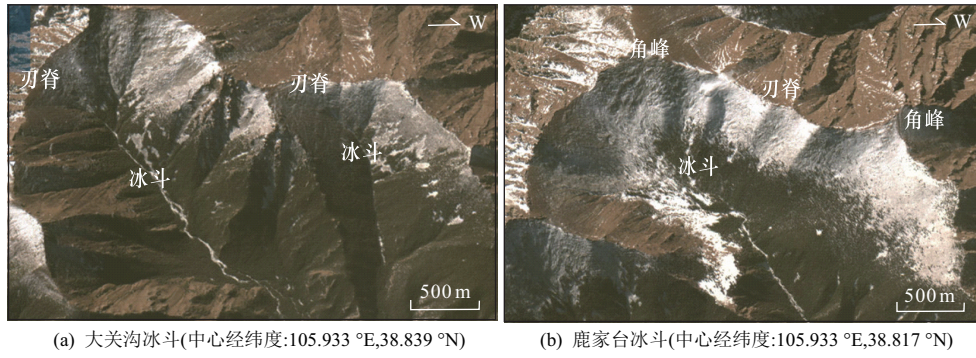 W
刃脊
刃脊
冰斗
冰斗
500 m
(a) 大关沟冰斗(中心经纬度:105.933 °E,38.839 °N)
W
角峰
刃脊
角峰
冰斗
500 m
(b) 鹿家台冰斗(中心经纬度:105.933 °E,38.817 °N)